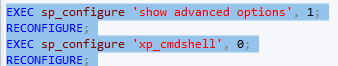 EXEC sp_configure 'show advanced options', 1;
RECONFIGURE;
EXEC sp_configure 'xp_cmdshell', 0;
RECONFIGURE;